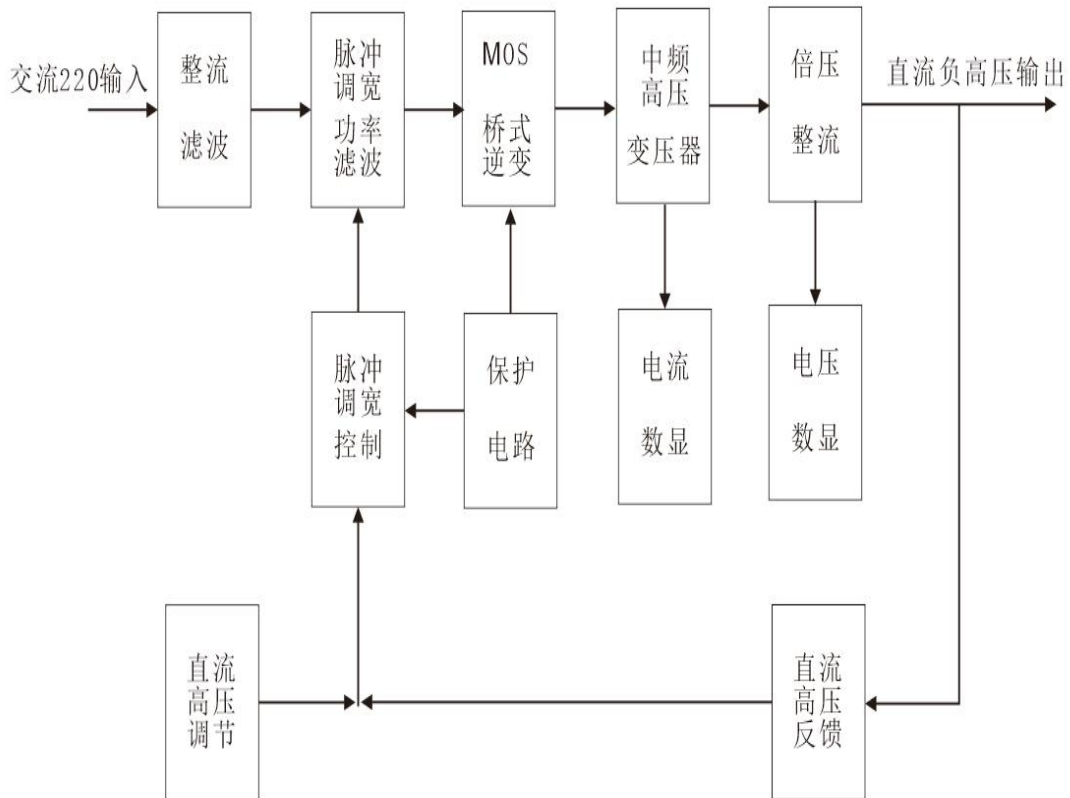 交流220输入
整流
滤波
脉冲
调宽
功率
滤波
MOS
桥式
逆变
中频
高压
变压器
倍压
整流
直流负高压输出
脉冲
调宽
控制
保护
电路
电流
数显
电压
数显
直流
高压
调节
直流
高压
反馈